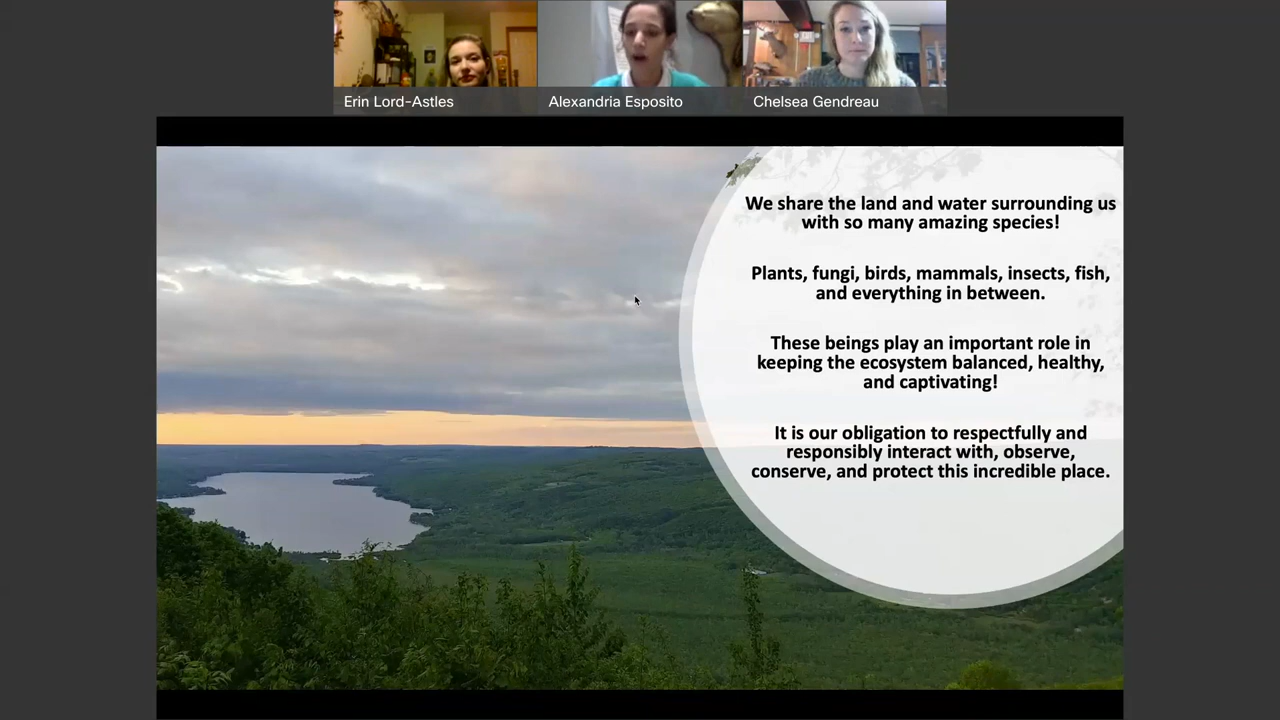 Erin Lord-Astles
Alexandria Esposito
Chelsea Gendreau
We share the land and water surrounding us
with so many amazing species!
Plants, fungi, birds, mammals, insects, fish,
and everything in between.
These beings play an important role in
keeping the ecosystem balanced, healthy,
and captivating!
It is our obligation to respectfully and
responsibly interact with, observe,
conserve, and protect this incredible place.